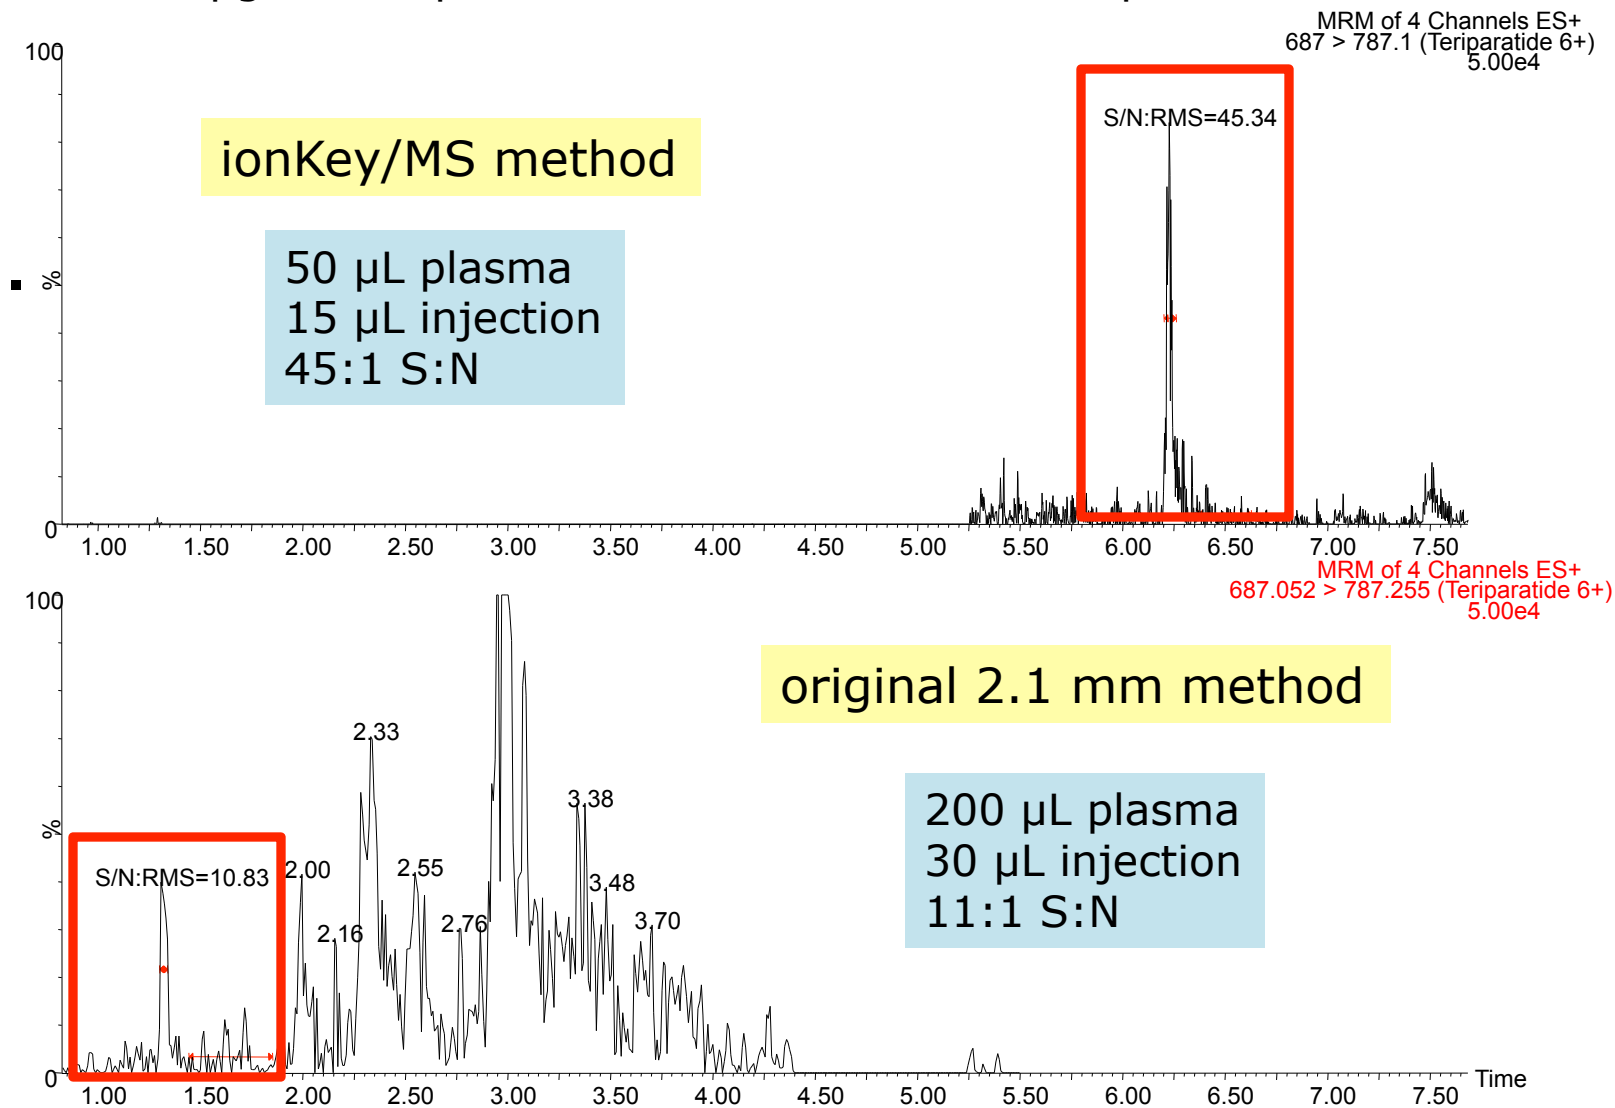 MRM of 4 Channels ES+
687 > 787.1 (Teriparatide 6+)
5.00e4
100
%
0
S/N:RMS=45.34
ionKey/MS method
50 µL plasma
15 µL injection
45:1 S:N
1.00 1.50 2.00 2.50 3.00 3.50 4.00 4.50 5.00 5.50 6.00 6.50 7.00 7.50
MRM of 4 Channels ES+
687.052 > 787.255 (Teriparatide 6+)
5.00e4
100
%
0
original 2.1 mm method
200 µL plasma
30 µL injection
11:1 S:N
S/N:RMS=10.83
2.00
2.16
2.33
2.55
2.76
3.38
3.48
3.70
Time
1.00 1.50 2.00 2.50 3.00 3.50 4.00 4.50 5.00 5.50 6.00 6.50 7.00 7.50